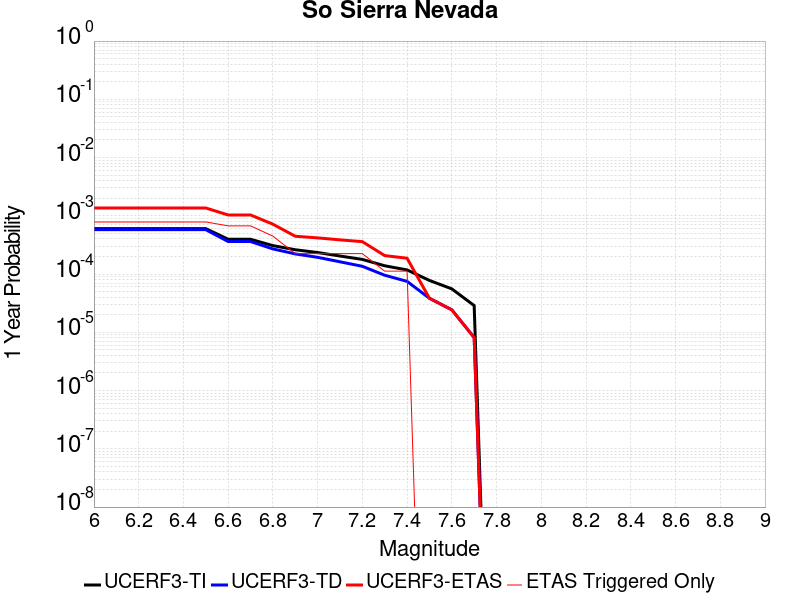 So Sierra Nevada
1 Year Probability
10^0
10^-1
10^-2
10^-3
10^-4
10^-5
10^-6
10^-7
10^-8
6 6.2 6.4 6.6 6.8 7 7.2 7.4 7.6 7.8 8 8.2 8.4 8.6 8.8 9
Magnitude
UCERF3-TI UCERF3-TD UCERF3-ETAS ETAS Triggered Only